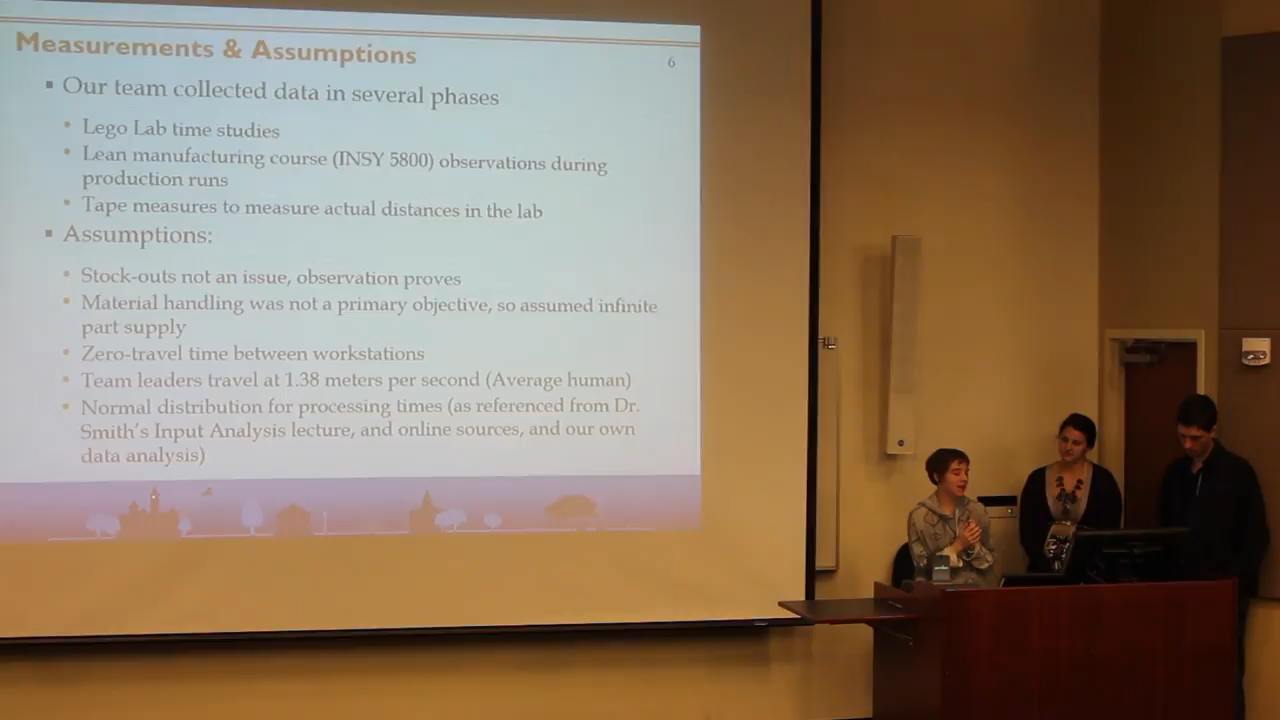 Measurements & Assumptions
6
▪ Our team collected data in several phases
• Lego Lab time studies
• Lean manufacturing course (INSY 5800) observations during
production runs
• Tape measures to measure actual distances in the lab
▪ Assumptions:
• Stock-outs not an issue, observation proves
• Material handling was not a primary objective, so assumed infinite
part supply
• Zero-travel time between workstations
• Team leaders travel at 1.38 meters per second (Average human)
• Normal distribution for processing times (as referenced from Dr.
Smith's Input Analysis lecture, and online sources, and our own
data analysis)